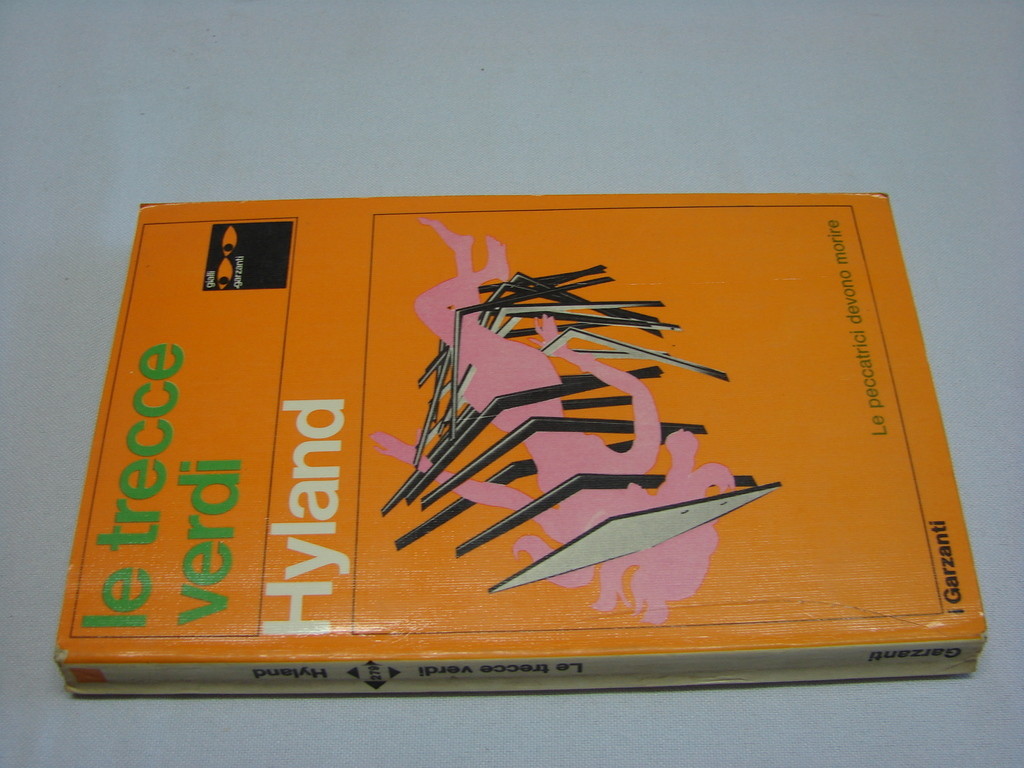 le trecce
verdi
gialli
garzanti
Hyland
Le peccatrici devono morire
i Garzanti
Hyland
Le trecce verdi
Garzanti